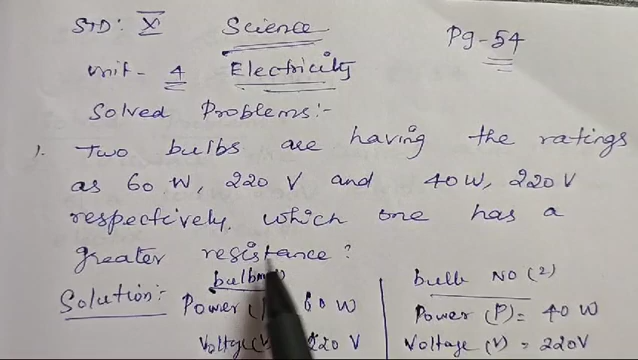 STD: X Science Pg-54
unit- 4 Electricity
Solved Problems:-
1. Two bulbs are having the ratings
as 60 W, 220 V and 40 W, 220 V
respectively. which one has a
greater resistance?
Solution:
Power 60 W
Voltge(V) 220 V
bulb NO (2)
Power (P) = 40 W
Voltage (V) = 220V